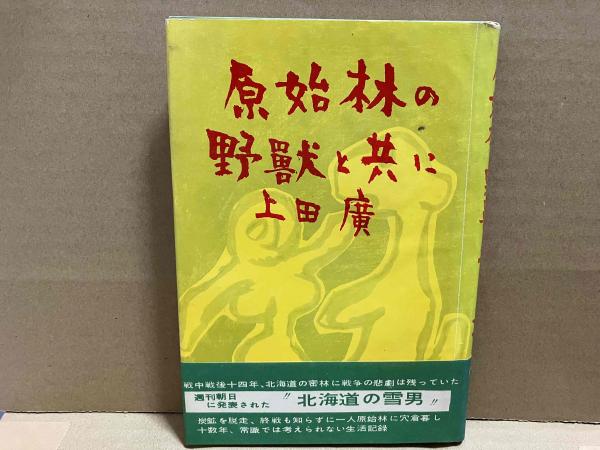 原始林の
野獸と共に
上田廣
戦中戦後十四年、北海道の密林に戦争の悲劇は残っていた
週刊朝日
に発表された
〝北海道の雪男〟
炭鉱を脱走、終戦も知らずに一人原始林に穴倉暮し
十数年、常識では考えられない生活記録